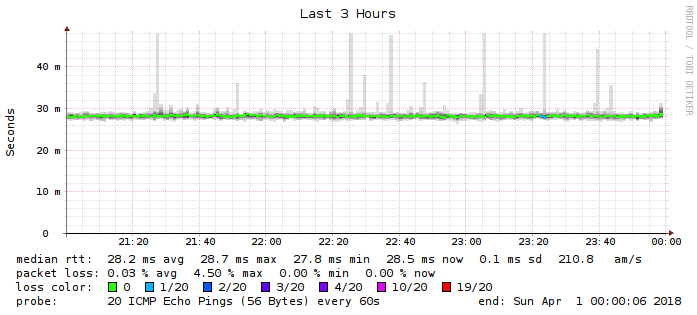 Last 3 Hours
RRDTOOL / TOBI OETIKER
Seconds
40 m
30 m
20 m
10 m
0
21:20 21:40 22:00 22:20 22:40 23:00 23:20 23:40 00:00
median rtt: 28.2 ms avg 28.7 ms max 27.8 ms min 28.5 ms now 0.1 ms sd 210.8 am/s
packet loss: 0.03 % avg 4.50 % max 0.00 % min 0.00 % now
loss color: 0 1/20 2/20 3/20 4/20 10/20 19/20
probe: 20 ICMP Echo Pings (56 Bytes) every 60s end: Sun Apr 1 00:00:06 2018